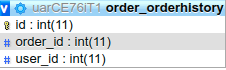 v uarCE76iT1 order_orderhistory
id : int(11)
# order_id : int(11)
# user_id : int(11)